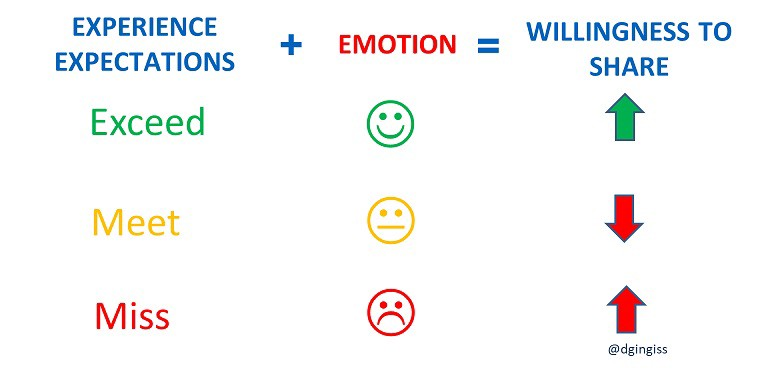 EXPERIENCE
EXPECTATIONS
+
EMOTION
=
WILLINGNESS TO
SHARE
Exceed
Meet
Miss
@dgingiss